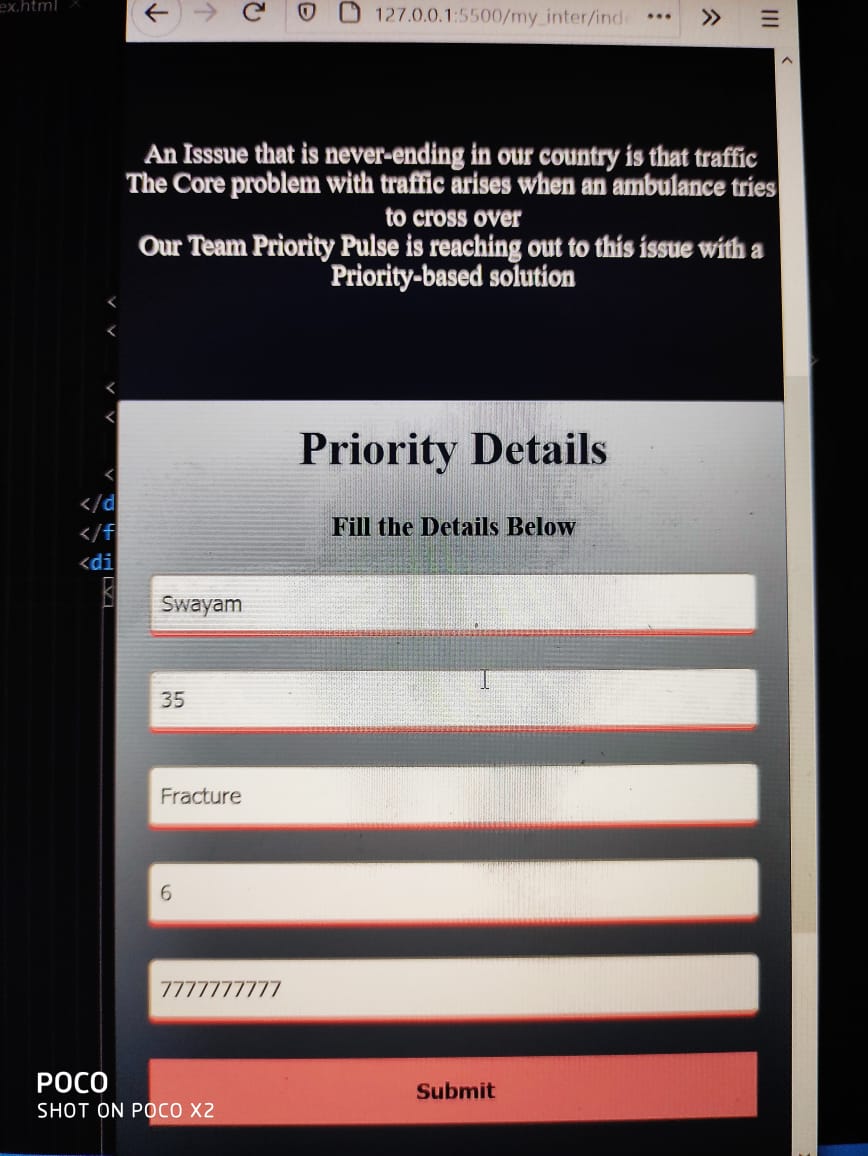 ex.html
127.0.0.1:5500/my_inter/ind
An Isssue that is never-ending in our country is that traffic
The Core problem with traffic arises when an ambulance tries
to cross over
Our Team Priority Pulse is reaching out to this issue with a
Priority-based solution
<
<
<
<
<
</d
</f
<di
<
Priority Details
Fill the Details Below
Swayam
35
Fracture
6
7777777777
Submit
POCO
SHOT ON POCO X2